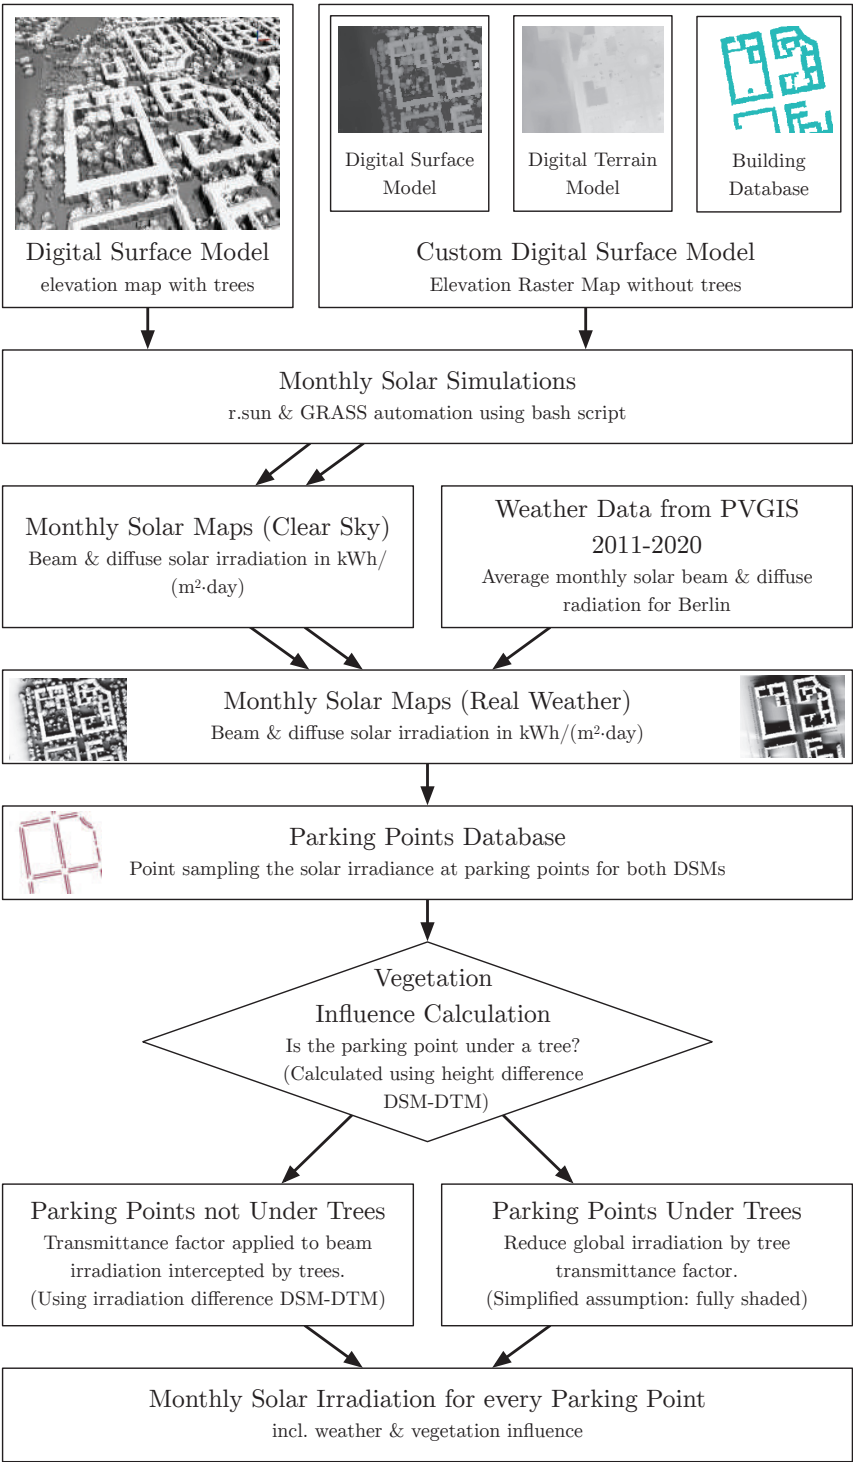 Digital Surface Model
elevation map with trees
Digital Surface
Model
Digital Terrain
Model
Building
Database
Custom Digital Surface Model
Elevation Raster Map without trees
Monthly Solar Simulations
r.sun & GRASS automation using bash script
Monthly Solar Maps (Clear Sky)
Beam & diffuse solar irradiation in kWh/
(m²·day)
Weather Data from PVGIS
2011-2020
Average monthly solar beam & diffuse
radiation for Berlin
Monthly Solar Maps (Real Weather)
Beam & diffuse solar irradiation in kWh/(m²·day)
Parking Points Database
Point sampling the solar irradiance at parking points for both DSMs
Vegetation
Influence Calculation
Is the parking point under a tree?
(Calculated using height difference
DSM-DTM)
Parking Points not Under Trees
Transmittance factor applied to beam
irradiation intercepted by trees.
(Using irradiation difference DSM-DTM)
Parking Points Under Trees
Reduce global irradiation by tree
transmittance factor.
(Simplified assumption: fully shaded)
Monthly Solar Irradiation for every Parking Point
incl. weather & vegetation influence